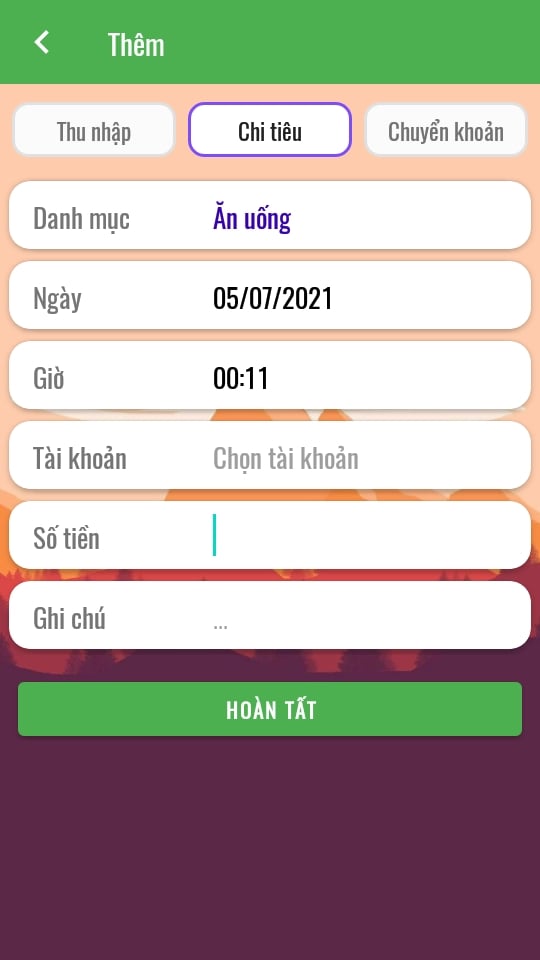 Thêm
Thu nhập
Chi tiêu
Chuyển khoản
Danh mục Ăn uống
Ngày 05/07/2021
Giờ 00:11
Tài khoản Chọn tài khoản
Số tiền
Ghi chú ...
HOÀN TẤT